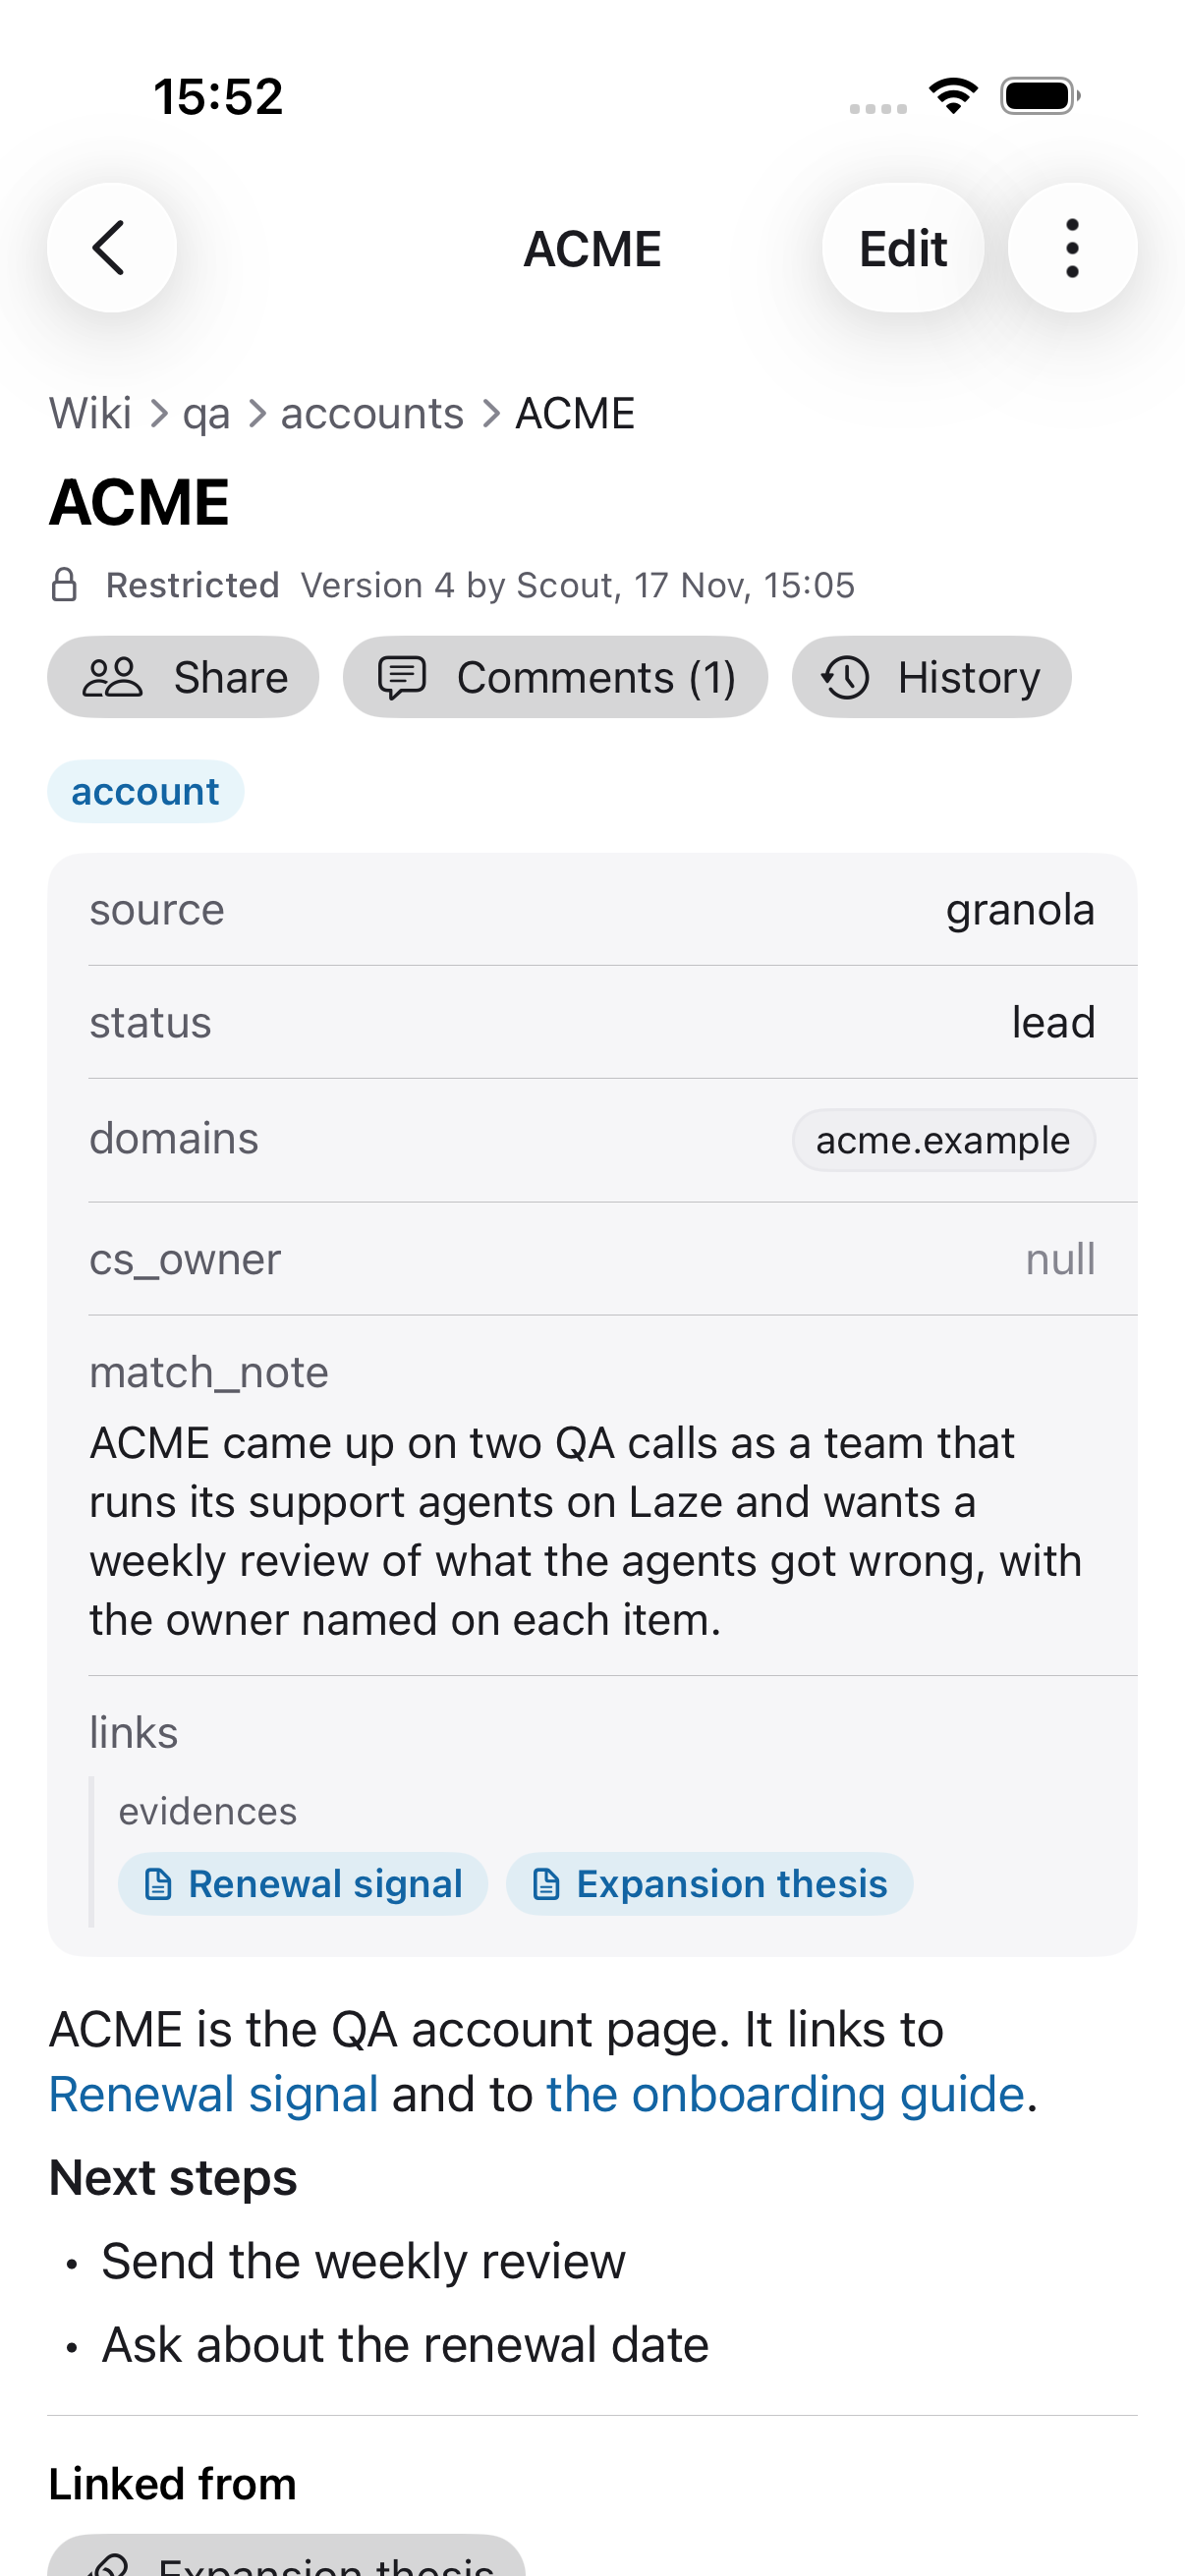 15:52
ACME
Edit
Wiki > qa > accounts > ACME
ACME
Restricted Version 4 by Scout, 17 Nov, 15:05
Share
Comments (1)
History
account
source granola
status lead
domains acme.example
cs_owner null
match_note
ACME came up on two QA calls as a team that
runs its support agents on Laze and wants a
weekly review of what the agents got wrong, with
the owner named on each item.
links
evidences
Renewal signal
Expansion thesis
ACME is the QA account page. It links to
Renewal signal and to the onboarding guide.
Next steps
• Send the weekly review
• Ask about the renewal date
Linked from
Expansion thesis